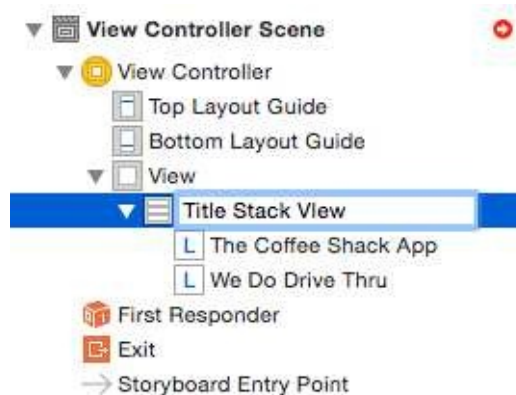 View Controller Scene
View Controller
Top Layout Guide
Bottom Layout Guide
View
Title Stack VIew
L The Coffee Shack App
L We Do Drive Thru
First Responder
Exit
Storyboard Entry Point